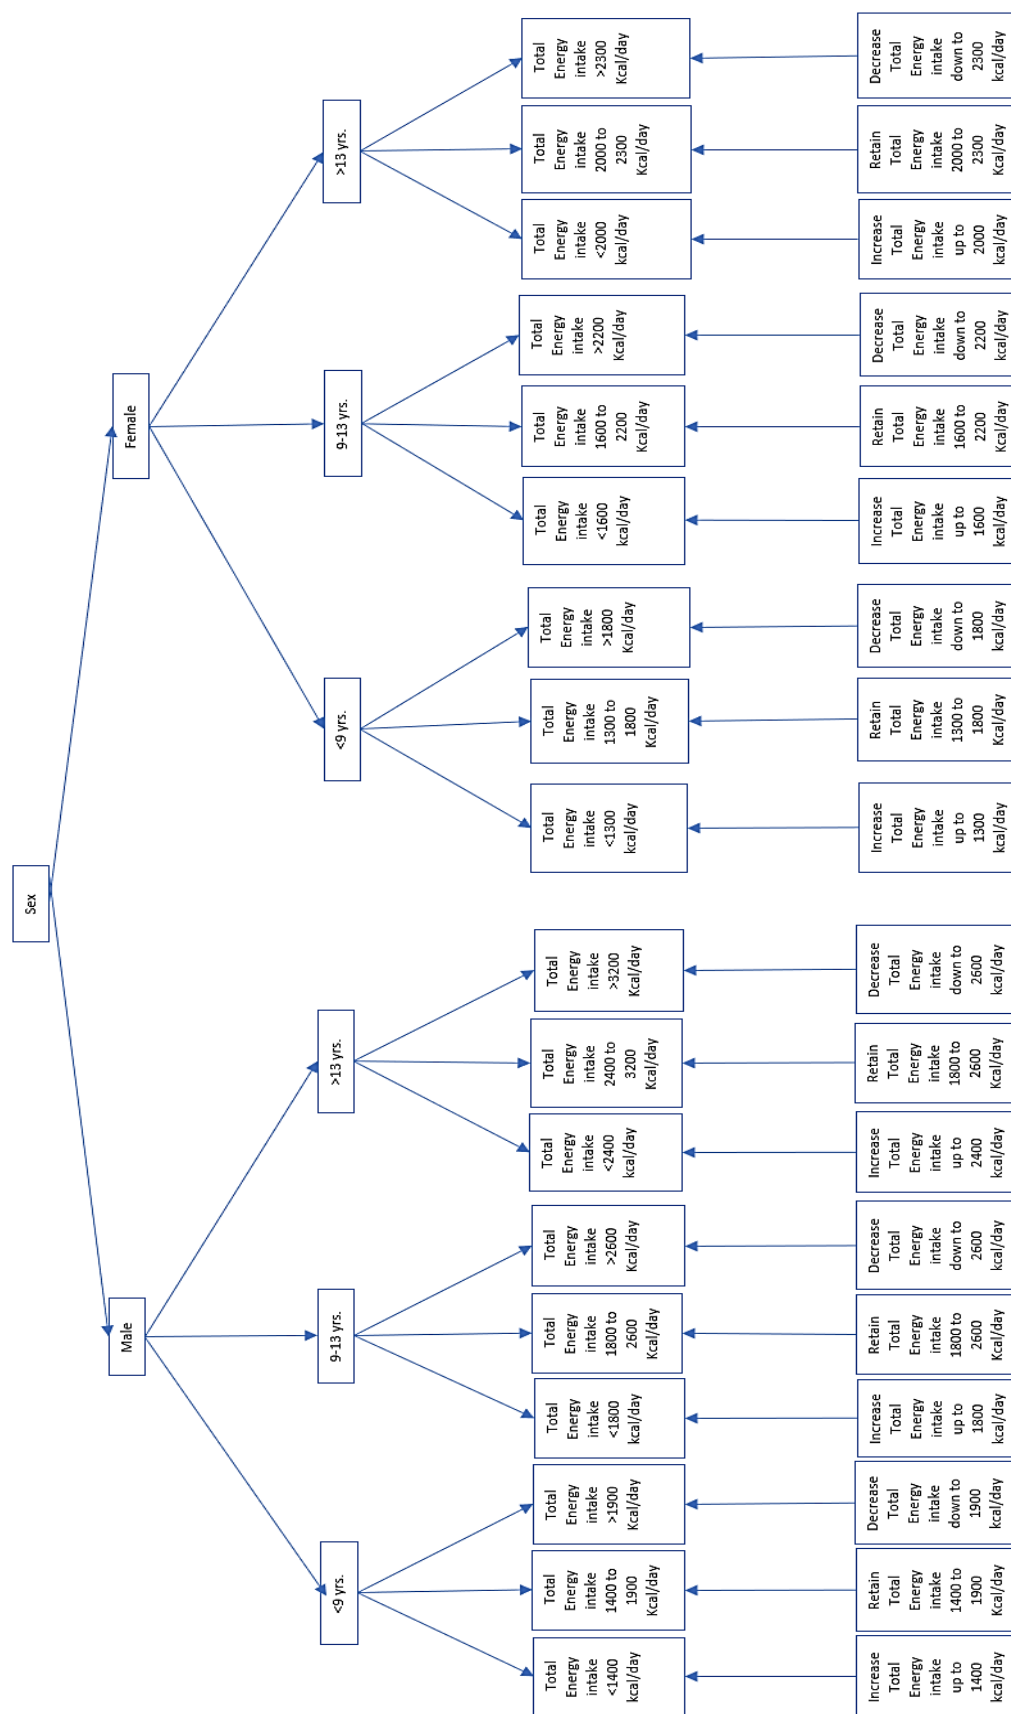 Sex
Male
Female
<9 yrs.
9-13 yrs.
>13 yrs.
<9 yrs.
9-13 yrs.
>13 yrs.
Total
Energy
intake
<1400
kcal/day
Total
Energy
intake
1400 to
1900
Kcal/day
Total
Energy
intake
>1900
Kcal/day
Total
Energy
intake
<1800
kcal/day
Total
Energy
intake
1800 to
2600
Kcal/day
Total
Energy
intake
>2600
Kcal/day
Total
Energy
intake
<2400
kcal/day
Total
Energy
intake
2400 to
3200
Kcal/day
Total
Energy
intake
>3200
Kcal/day
Total
Energy
intake
<1300
kcal/day
Total
Energy
intake
1300 to
1800
Kcal/day
Total
Energy
intake
>1800
Kcal/day
Total
Energy
intake
<1600
kcal/day
Total
Energy
intake
1600 to
2200
Kcal/day
Total
Energy
intake
>2200
Kcal/day
Total
Energy
intake
<2000
kcal/day
Total
Energy
intake
2000 to
2300
Kcal/day
Total
Energy
intake
>2300
Kcal/day
Increase
Total
Energy
intake
up to
1400
kcal/day
Retain
Total
Energy
intake
1400 to
1900
Kcal/day
Decrease
Total
Energy
intake
down to
1900
kcal/day
Increase
Total
Energy
intake
up to
1800
kcal/day
Retain
Total
Energy
intake
1800 to
2600
Kcal/day
Decrease
Total
Energy
intake
down to
2600
kcal/day
Increase
Total
Energy
intake
up to
2400
kcal/day
Retain
Total
Energy
intake
1800 to
2600
Kcal/day
Decrease
Total
Energy
intake
down to
2600
kcal/day
Increase
Total
Energy
intake
up to
1300
kcal/day
Retain
Total
Energy
intake
1300 to
1800
Kcal/day
Decrease
Total
Energy
intake
down to
1800
kcal/day
Increase
Total
Energy
intake
up to
1600
kcal/day
Retain
Total
Energy
intake
1600 to
2200
Kcal/day
Decrease
Total
Energy
intake
down to
2200
kcal/day
Increase
Total
Energy
intake
up to
2000
kcal/day
Retain
Total
Energy
intake
2000 to
2300
Kcal/day
Decrease
Total
Energy
intake
down to
2300
kcal/day